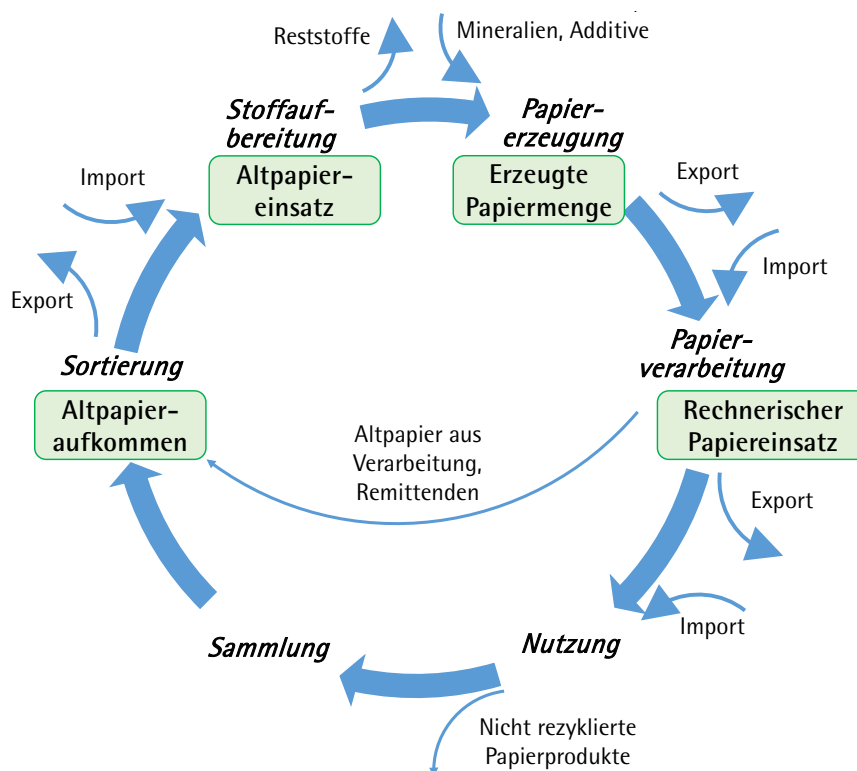 Reststoffe
Mineralien, Additive
Stoffauf-
bereitung
Papier-
erzeugung
Altpapier-
einsatz
Erzeugte
Papiermenge
Import
Export
Export
Import
Sortierung
Papier-
verarbeitung
Altpapier-
aufkommen
Rechnerischer
Papiereinsatz
Altpapier aus
Verarbeitung,
Remittenden
Export
Import
Sammlung
Nutzung
Nicht rezyklierte
Papierprodukte